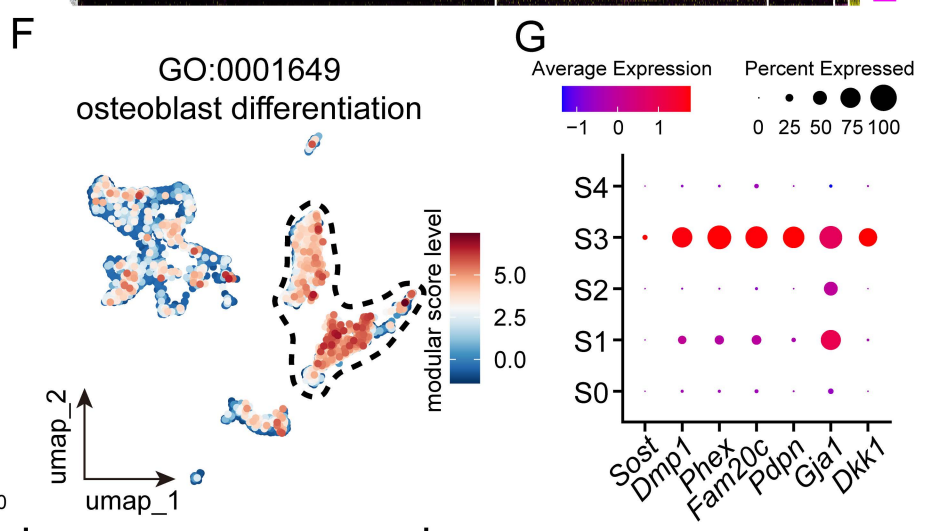 F
GO:0001649
osteoblast differentiation
modular score level
5.0
2.5
0.0
umap_2
umap_1
0
G
Average Expression
−1 0 1
Percent Expressed
0 25 50 75 100
S4
S3
S2
S1
S0
Sost
Dmp1
Phex
Fam20c
Pdpn
Gja1
Dkk1